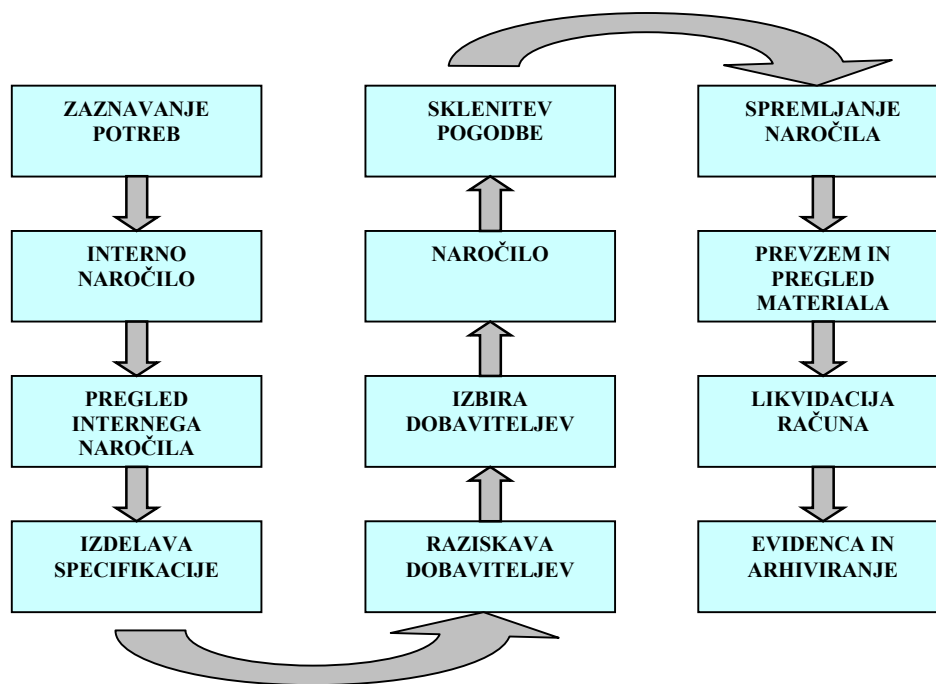 ZAZNAVANJE
POTREB
INTERNO
NAROČILO
PREGLED
INTERNEGA
NAROČILA
IZDELAVA
SPECIFIKACIJE
RAZISKAVA
DOBAVITELJEV
IZBIRA
DOBAVITELJEV
NAROČILO
SKLENITEV
POGODBE
SPREMLJANJE
NAROČILA
PREVZEM IN
PREGLED
MATERIALA
LIKVIDACIJA
RAČUNA
EVIDENCA IN
ARHIVIRANJE